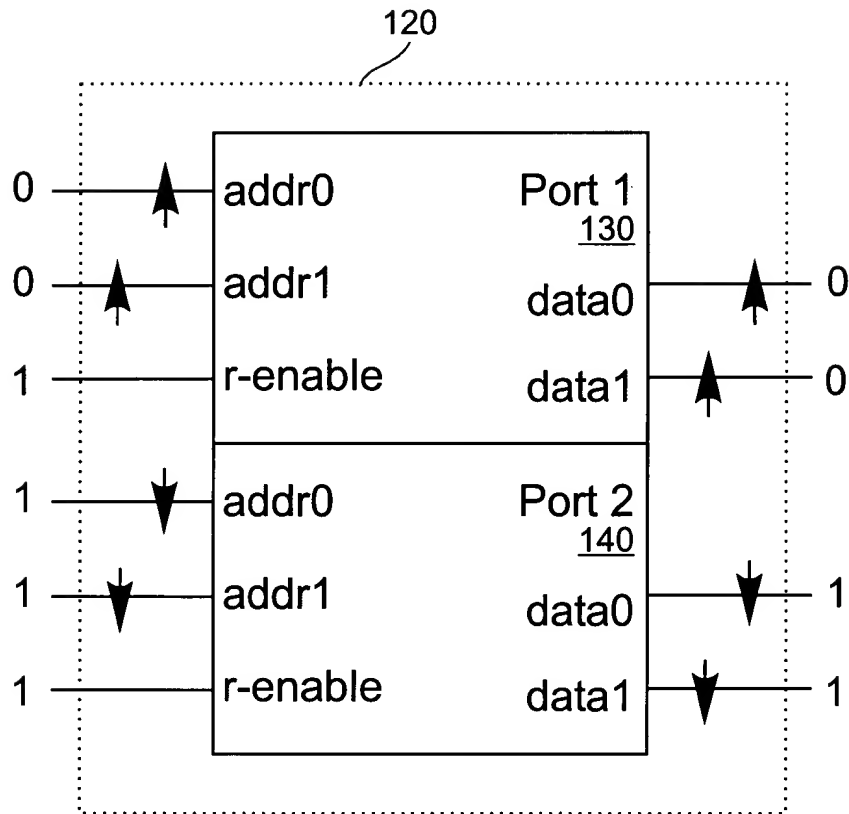 120
0 addr0 Port 1
130
0 addr1 data0 0
1 r-enable data1 0
1 addr0 Port 2
140
1 addr1 data0 1
1 r-enable data1 1